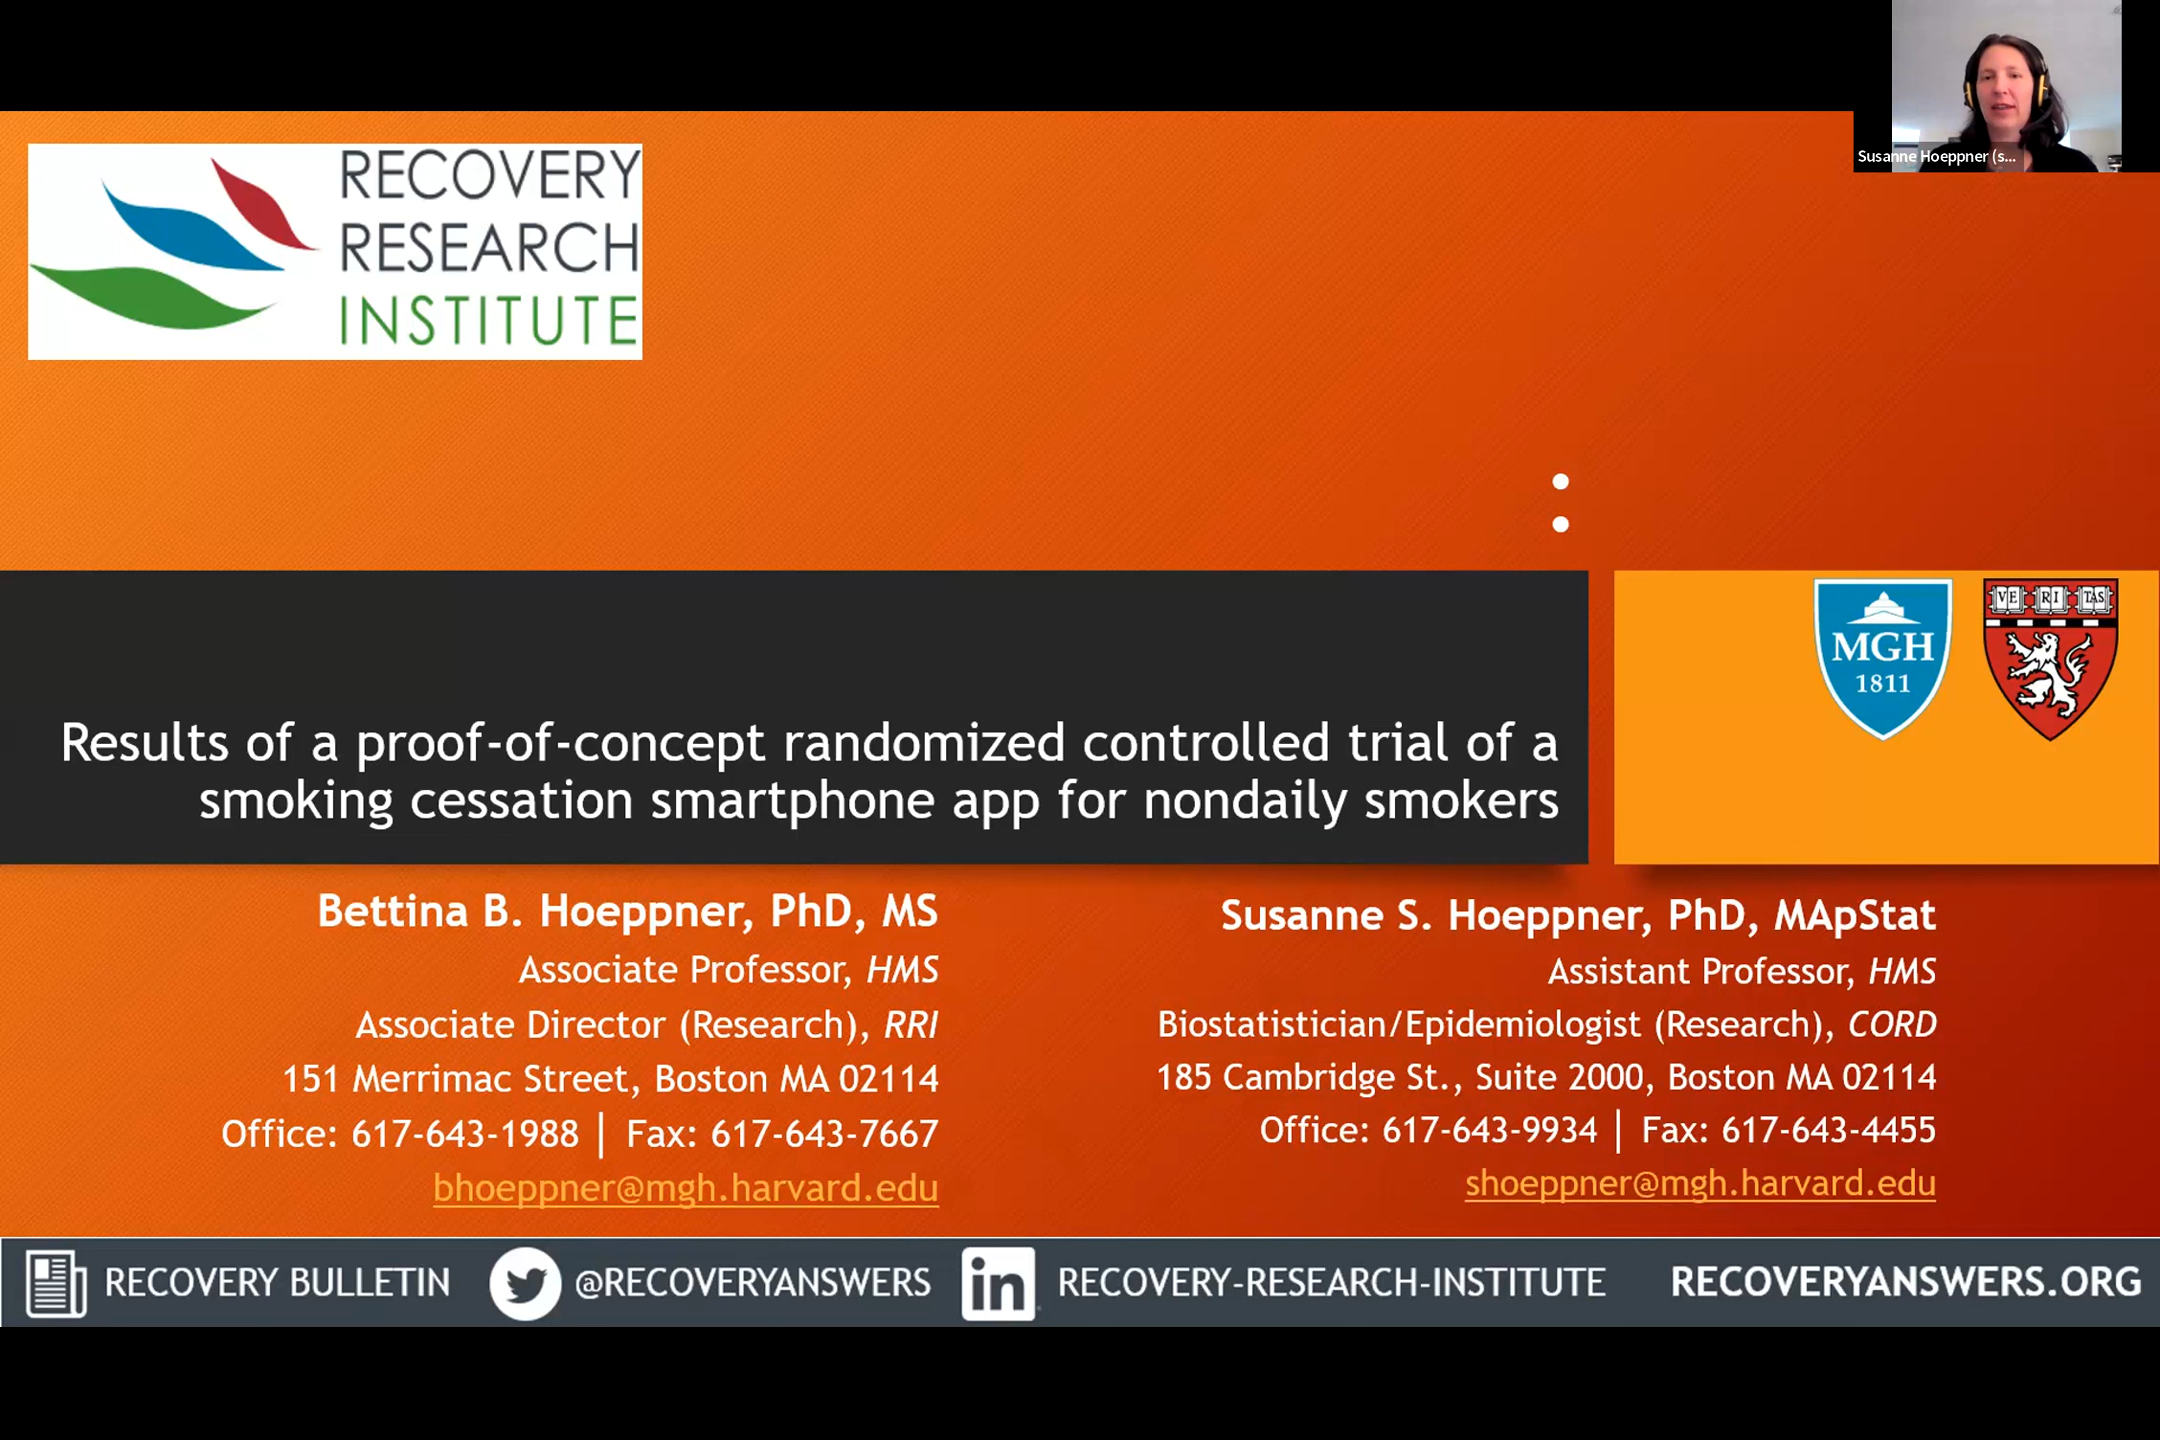 Susanne Hoeppner (s...
RECOVERY
RESEARCH
INSTITUTE
:
MGH
1811
VE RI TAS
Results of a proof-of-concept randomized controlled trial of a
smoking cessation smartphone app for nondaily smokers
Bettina B. Hoeppner, PhD, MS
Associate Professor, HMS
Associate Director (Research), RRI
151 Merrimac Street, Boston MA 02114
Office: 617-643-1988 | Fax: 617-643-7667
bhoeppner@mgh.harvard.edu
Susanne S. Hoeppner, PhD, MApStat
Assistant Professor, HMS
Biostatistician/Epidemiologist (Research), CORD
185 Cambridge St., Suite 2000, Boston MA 02114
Office: 617-643-9934 | Fax: 617-643-4455
shoeppner@mgh.harvard.edu
RECOVERY BULLETIN @RECOVERYANSWERS in RECOVERY-RESEARCH-INSTITUTE RECOVERYANSWERS.ORG